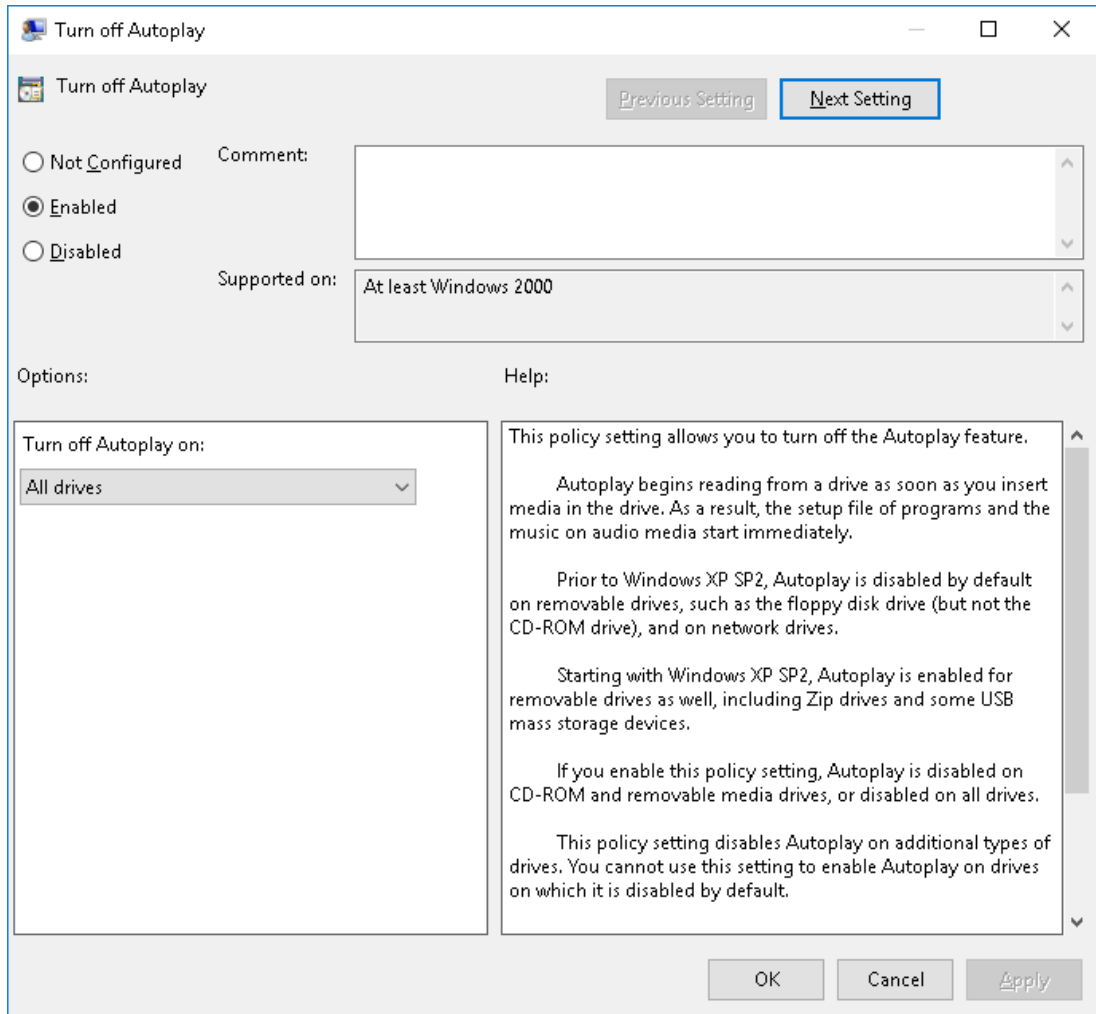 Turn off Autoplay
Turn off Autoplay
Previous Setting
Next Setting
Not Configured
Comment:
Enabled
Disabled
Supported on:
At least Windows 2000
Options:
Help:
Turn off Autoplay on:
All drives
This policy setting allows you to turn off the Autoplay feature.
Autoplay begins reading from a drive as soon as you insert
media in the drive. As a result, the setup file of programs and the
music on audio media start immediately.
Prior to Windows XP SP2, Autoplay is disabled by default
on removable drives, such as the floppy disk drive (but not the
CD-ROM drive), and on network drives.
Starting with Windows XP SP2, Autoplay is enabled for
removable drives as well, including Zip drives and some USB
mass storage devices.
If you enable this policy setting, Autoplay is disabled on
CD-ROM and removable media drives, or disabled on all drives.
This policy setting disables Autoplay on additional types of
drives. You cannot use this setting to enable Autoplay on drives
on which it is disabled by default.
OK
Cancel
Apply